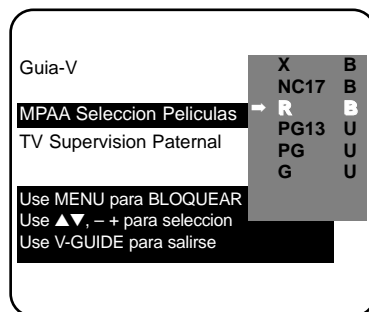 Guia-V
MPAA Seleccion Peliculas
TV Supervision Paternal
X B
NC17 B
➡ R B
PG13 U
PG U
G U
Use MENU para BLOQUEAR
Use ▲▼, – + para seleccion
Use V-GUIDE para salirse